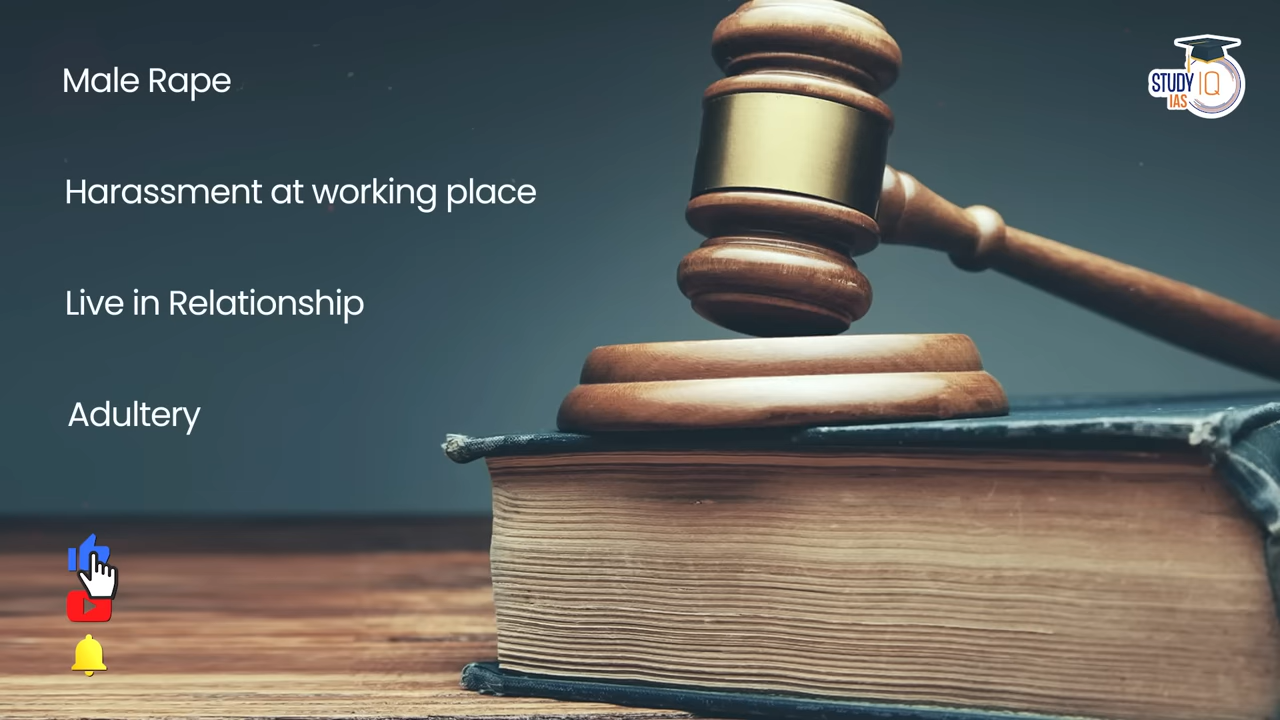 Male Rape
STUDY IQ
IAS
Harassment at working place
Live in Relationship
Adultery